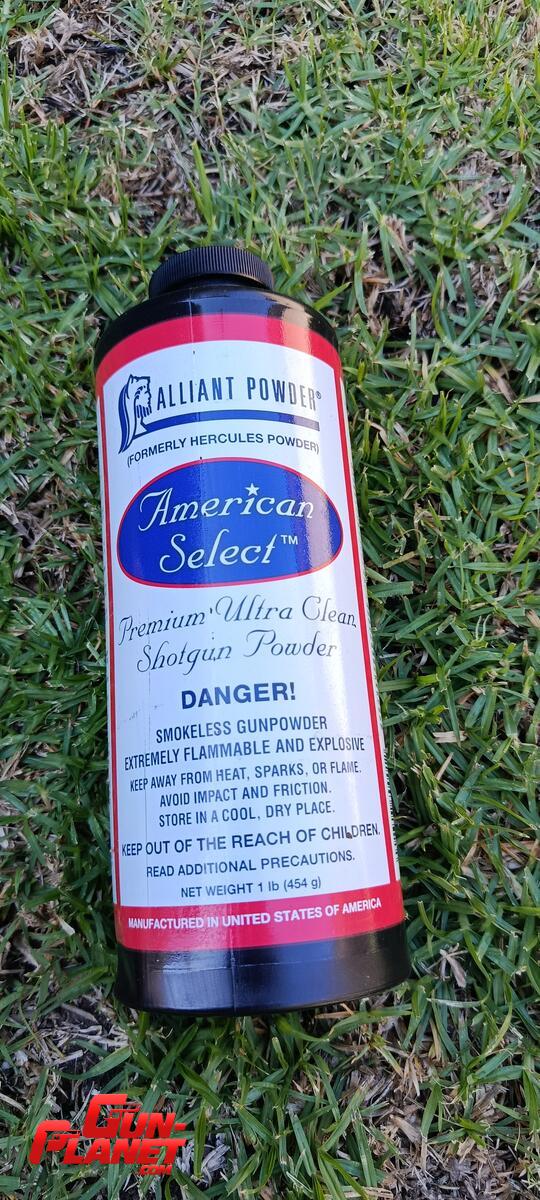 ALLIANT POWDER®
(FORMERLY HERCULES POWDER)
American
Select™
Premium Ultra Clean
Shotgun Powder
DANGER!
SMOKELESS GUNPOWDER
EXTREMELY FLAMMABLE AND EXPLOSIVE
KEEP AWAY FROM HEAT, SPARKS, OR FLAME.
AVOID IMPACT AND FRICTION.
STORE IN A COOL, DRY PLACE.
KEEP OUT OF THE REACH OF CHILDREN.
READ ADDITIONAL PRECAUTIONS.
NET WEIGHT 1 lb (454 g)
MANUFACTURED IN UNITED STATES OF AMERICA
GUN-
PLANET
.COM